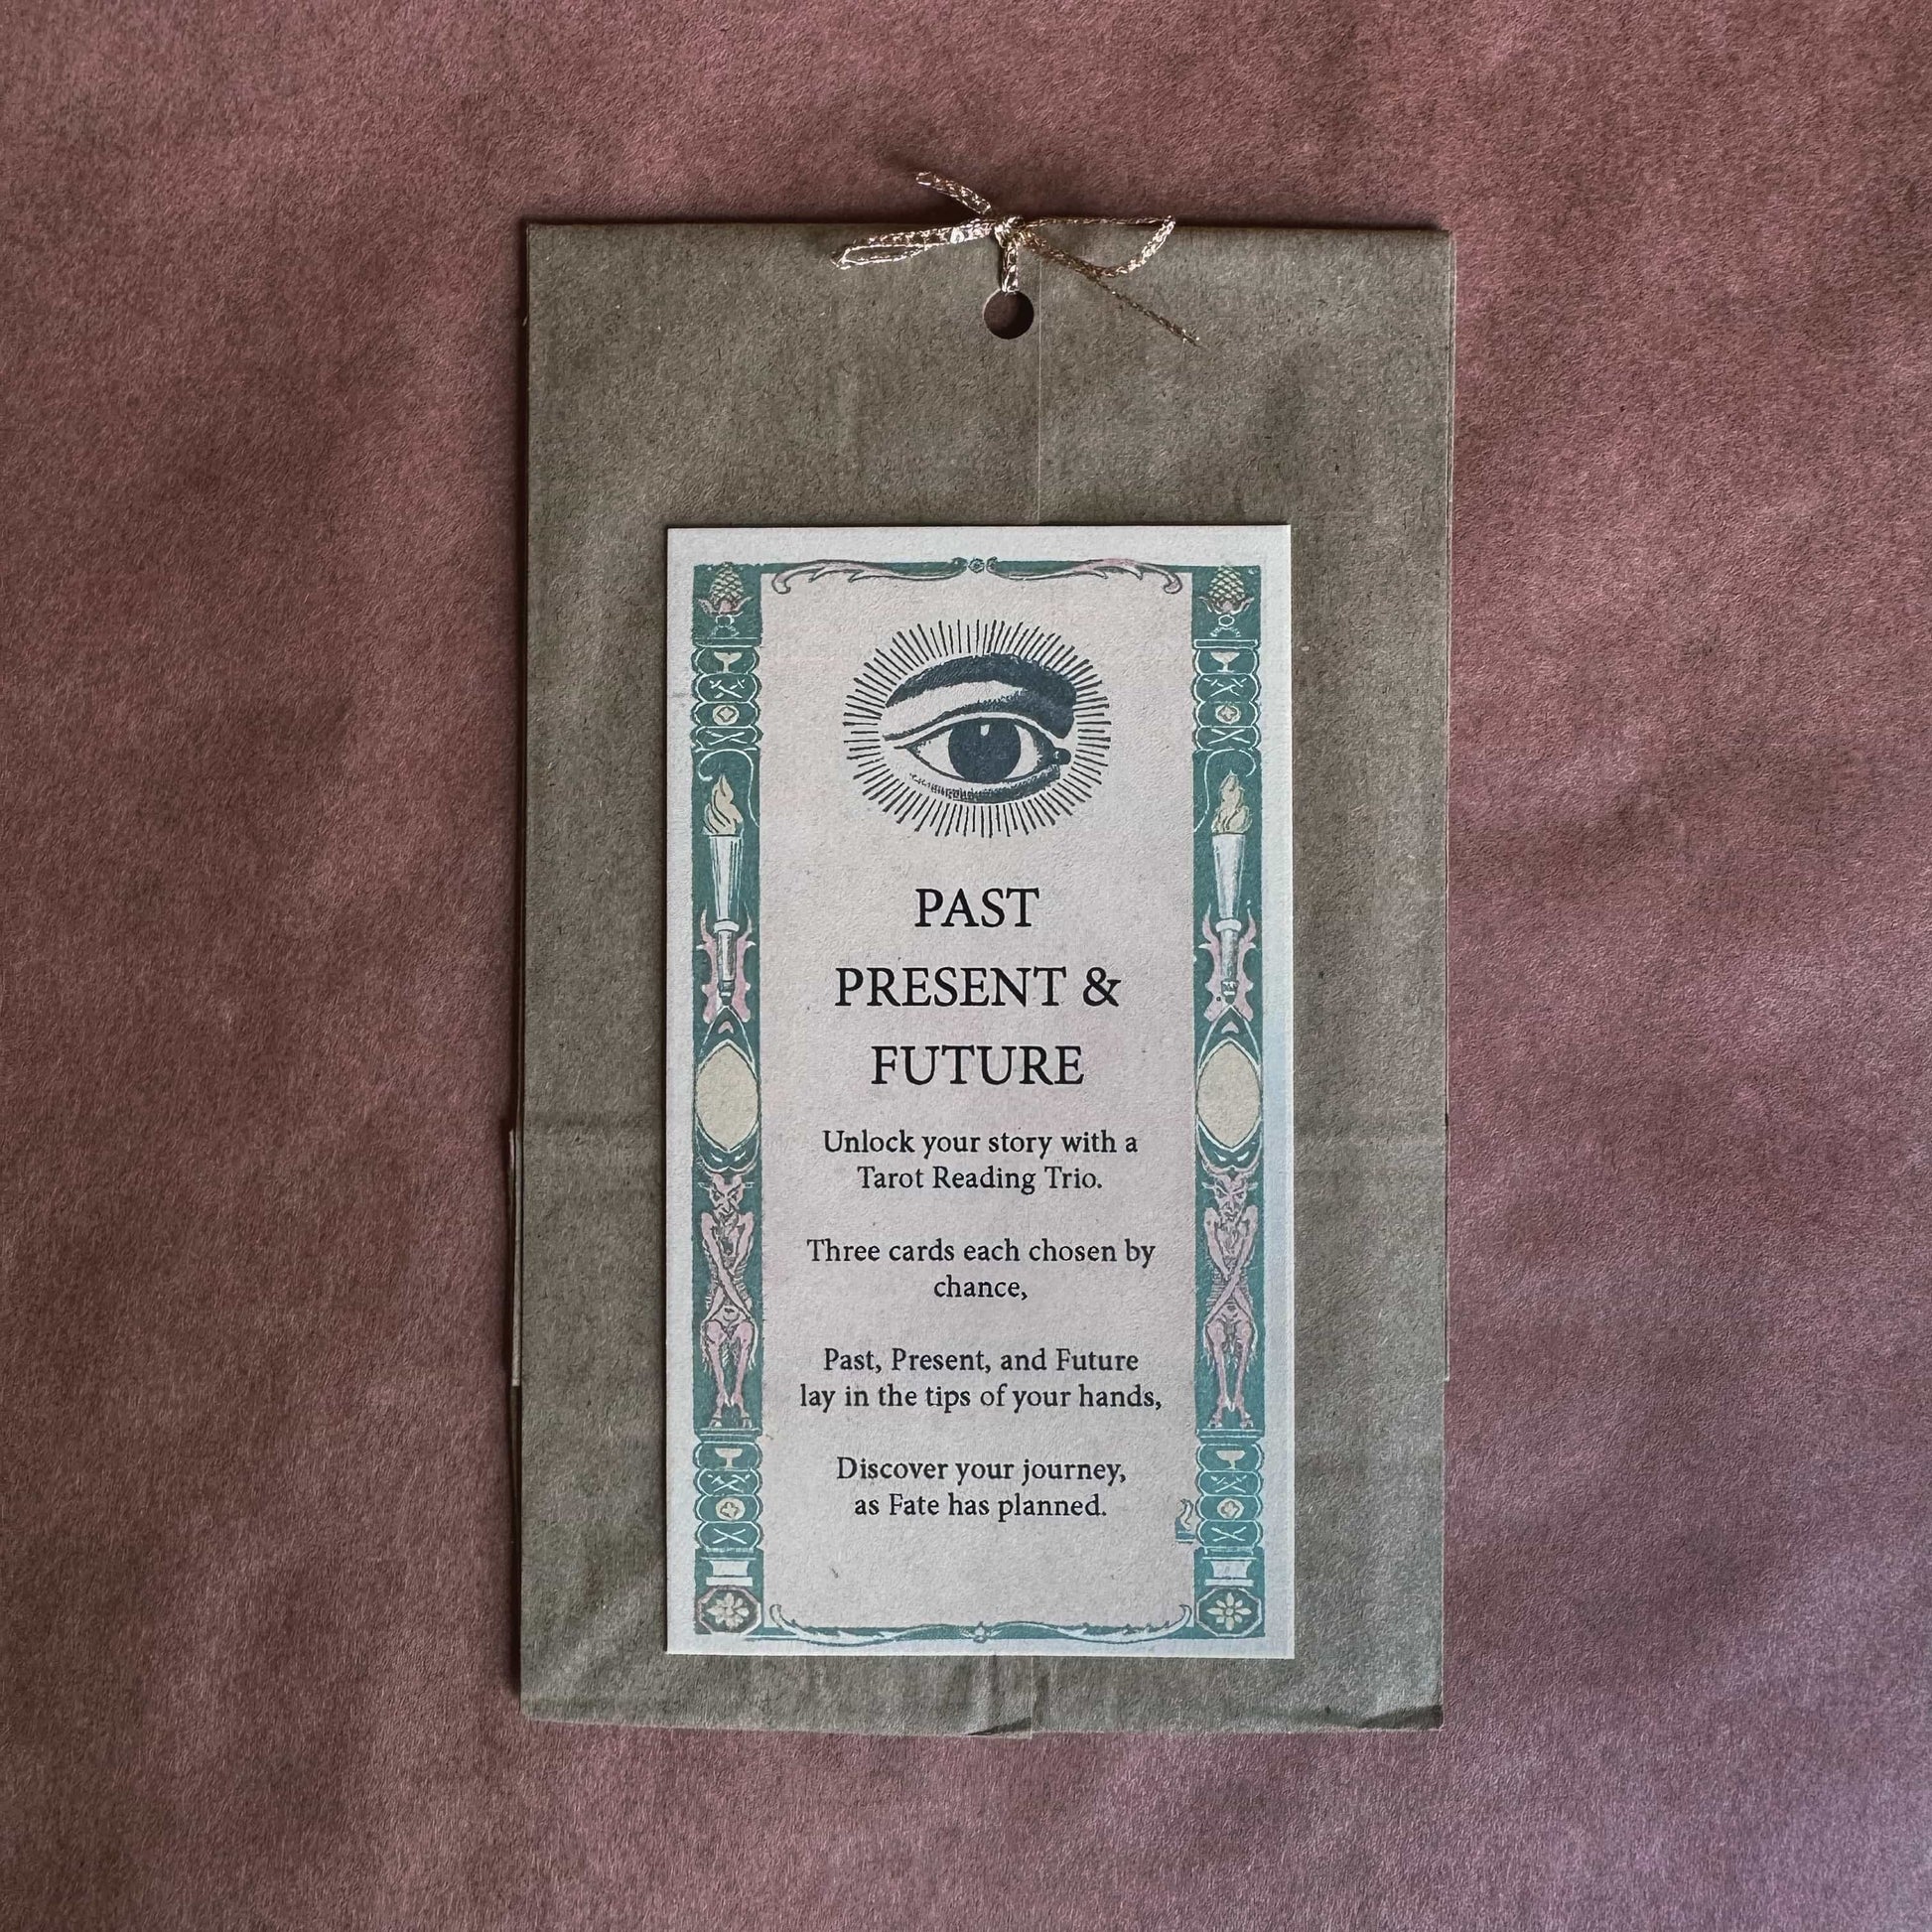 PAST
PRESENT &
FUTURE
Unlock your story with a
Tarot Reading Trio.
Three cards each chosen by
chance,
Past, Present, and Future
lay in the tips of your hands,
Discover your journey,
as Fate has planned.